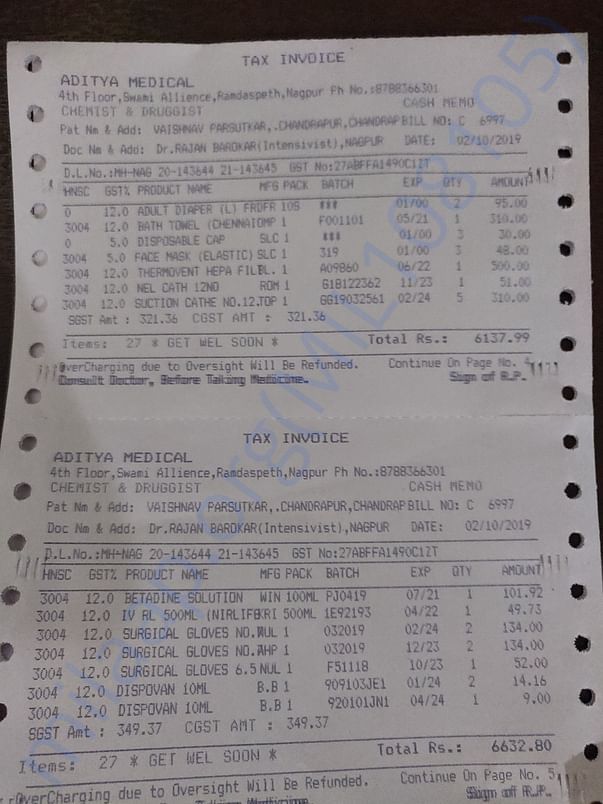 TAX INVOICE
ADITYA MEDICAL
4th Floor,Swami Allience,Ramdaspeth,Nagpur Ph No.:8788366301
CHEMIST & DRUGGIST CASH MEMO
Pat Nm & Add: VAISHNAV PARSUTKAR,.CHANDRAPUR,CHANDRAP BILL NO: C 6997
Doc Nm & Add: Dr.RAJAN BAROKAR(Intensivist),NAGPUR DATE: 02/10/2019
D.L.No.:MH-NAG 20-143644 21-143645 GST No:27ABFFA1490C1ZT
HNSC GST% PRODUCT NAME MFG PACK BATCH EXP QTY AMOUNT
0 12.0 ADULT DIAPER (L) FRDFR 10S ### 01/00 2 95.00
3004 12.0 BATH TOWEL (CHENNAIOMP 1 F001101 05/21 1 310.00
0 5.0 DISPOSABLE CAP SLC 1 ### 01/00 3 30.00
3004 5.0 FACE MASK (ELASTIC) SLC 1 319 01/00 3 48.00
3004 12.0 THERMOVENT HEPA FILBL. 1 A09860 06/22 1 500.00
3004 12.0 NEL CATH 12NO ROM 1 G18122362 11/23 1 51.00
3004 12.0 SUCTION CATHE NO.12.TOP 1 GG19032561 02/24 5 310.00
SGST Amt : 321.36 CGST AMT : 321.36
Items: 27 * GET WEL SOON * Total Rs.: 6137.99
OverCharging due to Oversight Will Be Refunded. Continue On Page No. 4
Consult Doctor, Before Taking Medicine. Sign of R.P.
TAX INVOICE
ADITYA MEDICAL
4th Floor,Swami Allience,Ramdaspeth,Nagpur Ph No.:8788366301
CHEMIST & DRUGGIST CASH MEMO
Pat Nm & Add: VAISHNAV PARSUTKAR,.CHANDRAPUR,CHANDRAP BILL NO: C 6997
Doc Nm & Add: Dr.RAJAN BAROKAR(Intensivist),NAGPUR DATE: 02/10/2019
D.L.No.:MH-NAG 20-143644 21-143645 GST No:27ABFFA1490C1ZT
HNSC GST% PRODUCT NAME MFG PACK BATCH EXP QTY AMOUNT
3004 12.0 BETADINE SOLUTION WIN 100ML PJ0419 07/21 1 101.92
3004 12.0 IV RL 500ML (NIRLIFEKRI 500ML 1E92193 04/22 1 49.73
3004 12.0 SURGICAL GLOVES NO. NUL 1 032019 02/24 2 134.00
3004 12.0 SURGICAL GLOVES NO. AHP 1 032019 12/23 2 134.00
3004 12.0 SURGICAL GLOVES 6.5 NUL 1 F51118 10/23 1 52.00
3004 12.0 DISPOVAN 10ML B.B 1 909103JE1 01/24 2 14.16
3004 12.0 DISPOVAN 10ML B.B 1 920101JN1 04/24 1 9.00
SGST Amt : 349.37 CGST AMT : 349.37
Items: 27 * GET WEL SOON * Total Rs.: 6632.80
OverCharging due to Oversight Will Be Refunded. Continue On Page No. 5
Sign of R.P.